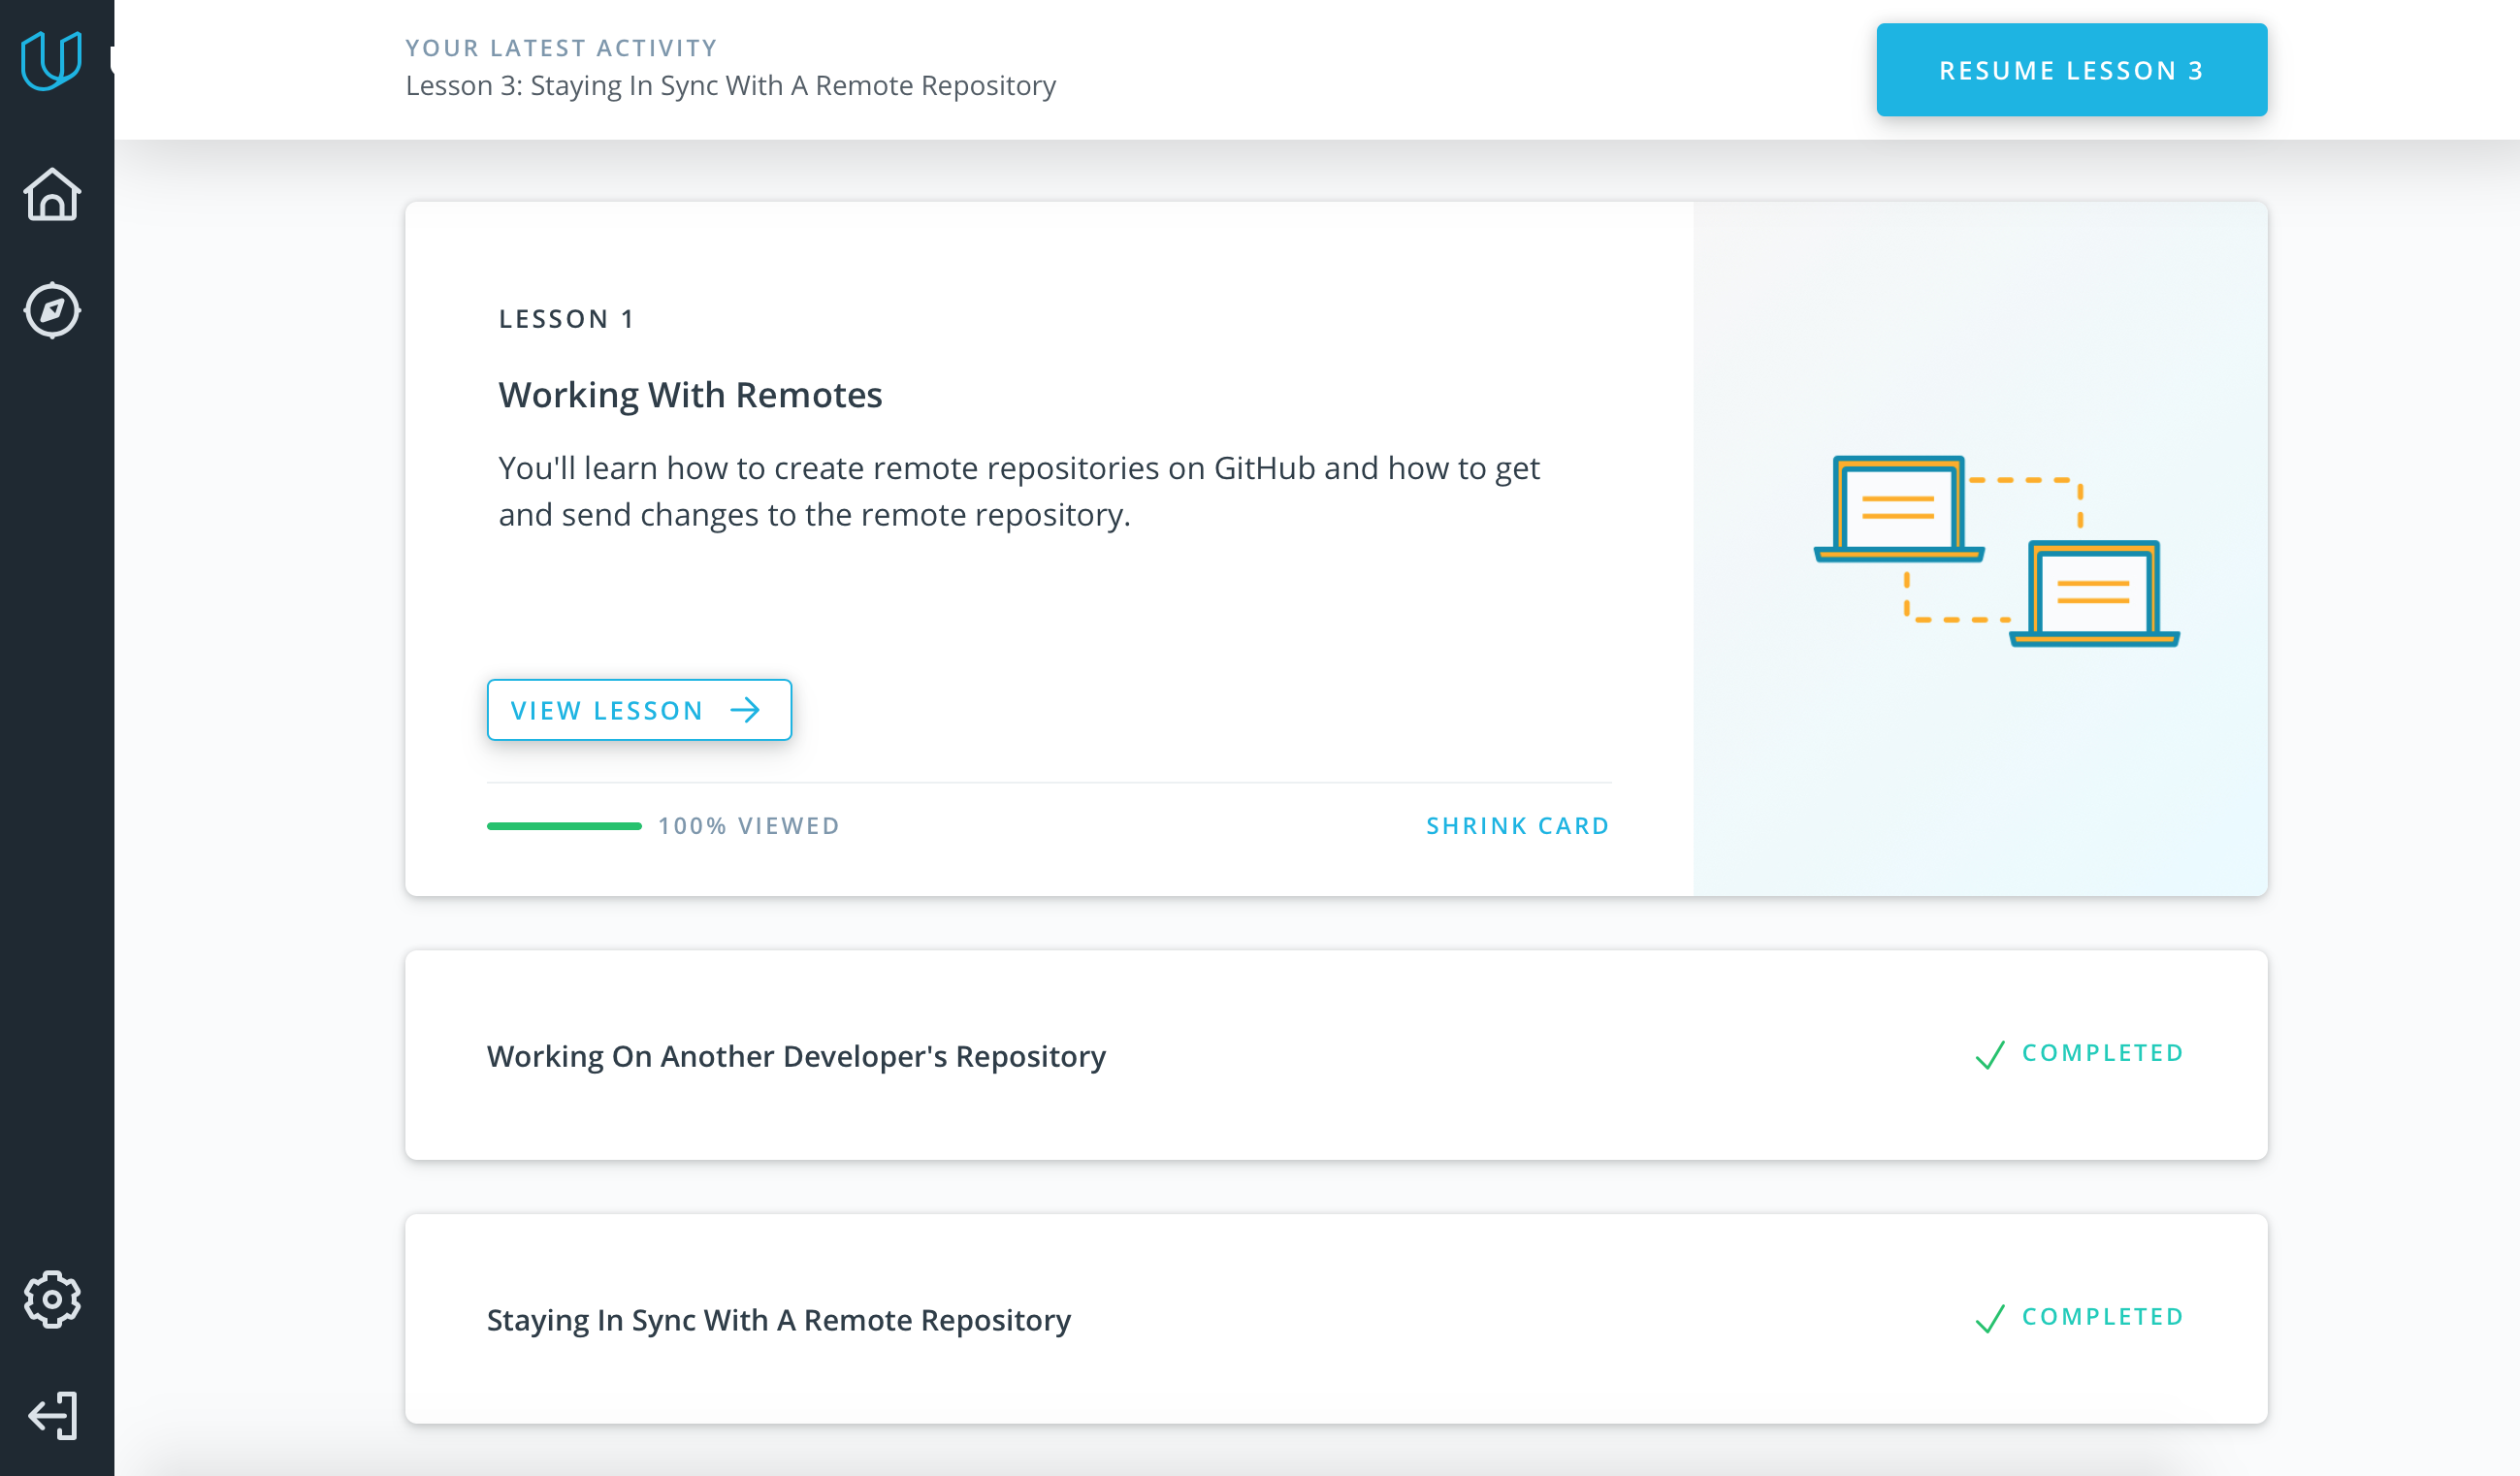 YOUR LATEST ACTIVITY
Lesson 3: Staying In Sync With A Remote Repository
RESUME LESSON 3
LESSON 1
Working With Remotes
You'll learn how to create remote repositories on GitHub and how to get
and send changes to the remote repository.
VIEW LESSON
100% VIEWED
SHRINK CARD
Working On Another Developer's Repository
COMPLETED
Staying In Sync With A Remote Repository
COMPLETED